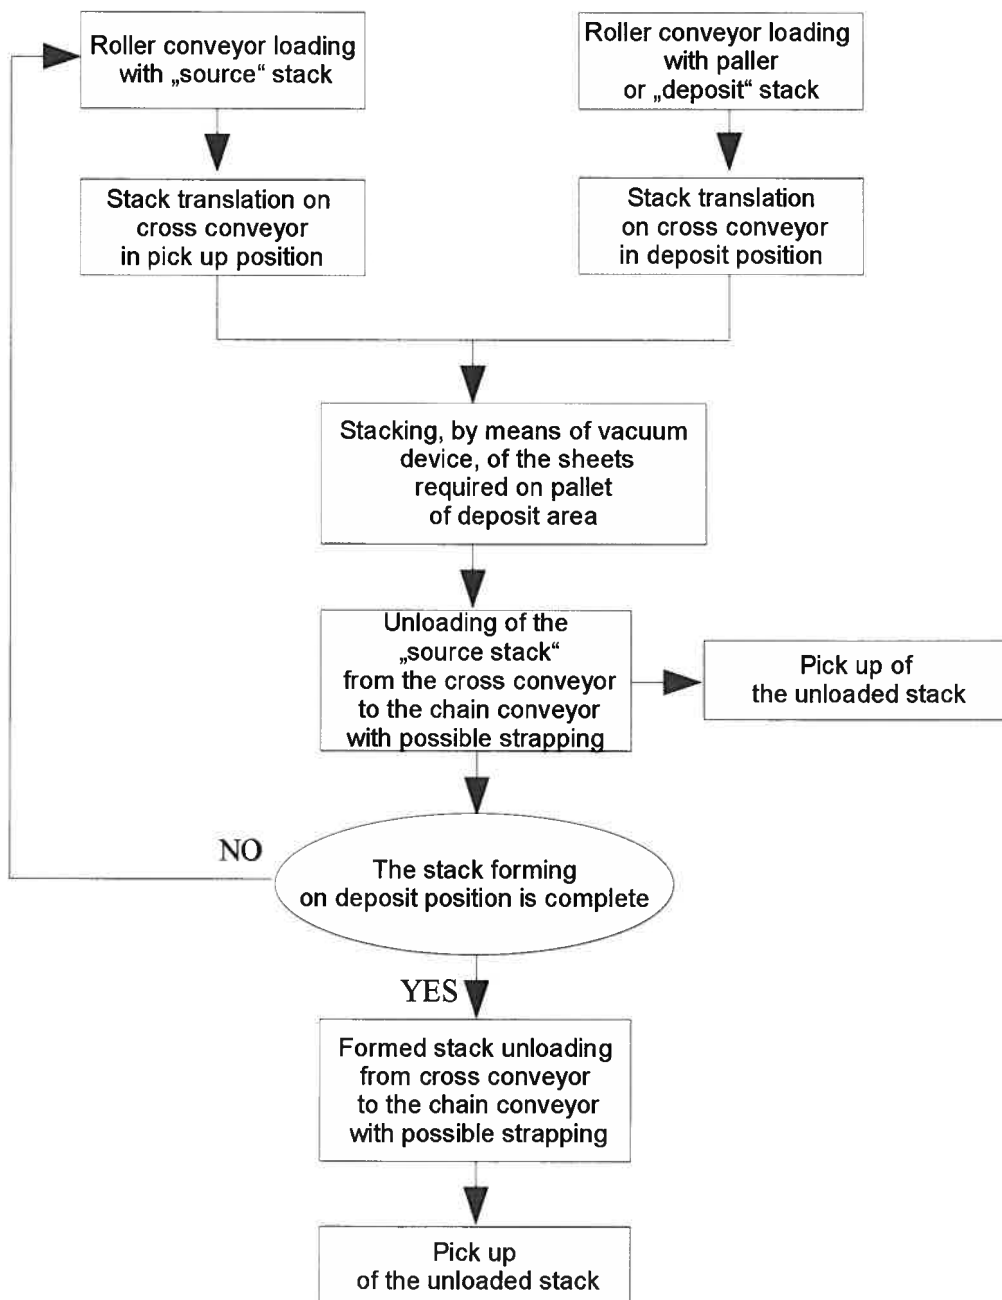 Roller conveyor loading
with „source“ stack
Roller conveyor loading
with paller
or „deposit“ stack
Stack translation on
cross conveyor
in pick up position
Stack translation
on cross conveyor
in deposit position
Stacking, by means of vacuum
device, of the sheets
required on pallet
of deposit area
Unloading of the
„source stack“
from the cross conveyor
to the chain conveyor
with possible strapping
Pick up of
the unloaded stack
NO
The stack forming
on deposit position is complete
YES
Formed stack unloading
from cross conveyor
to the chain conveyor
with possible strapping
Pick up
of the unloaded stack